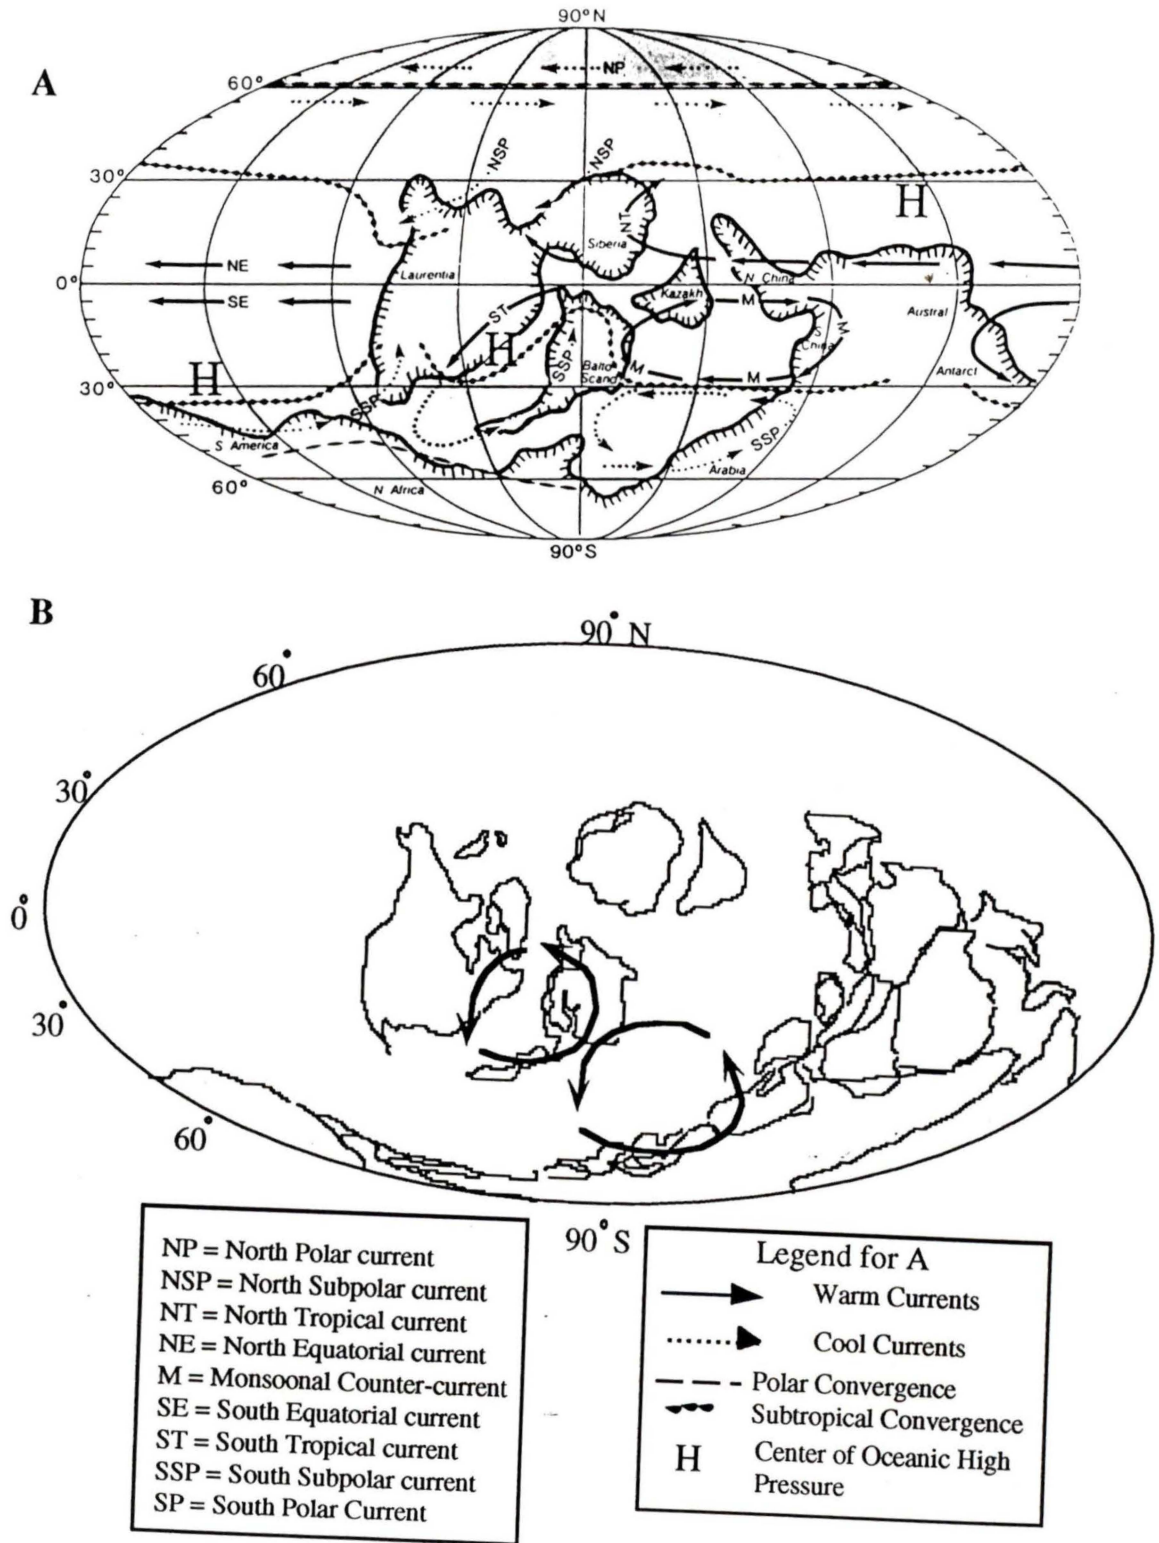 90°N
A
60°
NP
NSP
NSP
30°
H
NT
Siberia
NE
Laurentia
N China
0°
SE
Kazakh
M
Austral
ST
M
S
China
H
SSP
Balto
Scand
M
M
Antarct
H
30°
SSP
S America
SSP
Arabia
60°
N Africa
90°S
B
90° N
60°
30°
0°
30°
60°
90° S
NP = North Polar current
NSP = North Subpolar current
NT = North Tropical current
NE = North Equatorial current
M = Monsoonal Counter-current
SE = South Equatorial current
ST = South Tropical current
SSP = South Subpolar current
SP = South Polar Current
Legend for A
Warm Currents
Cool Currents
Polar Convergence
Subtropical Convergence
H Center of Oceanic High
Pressure